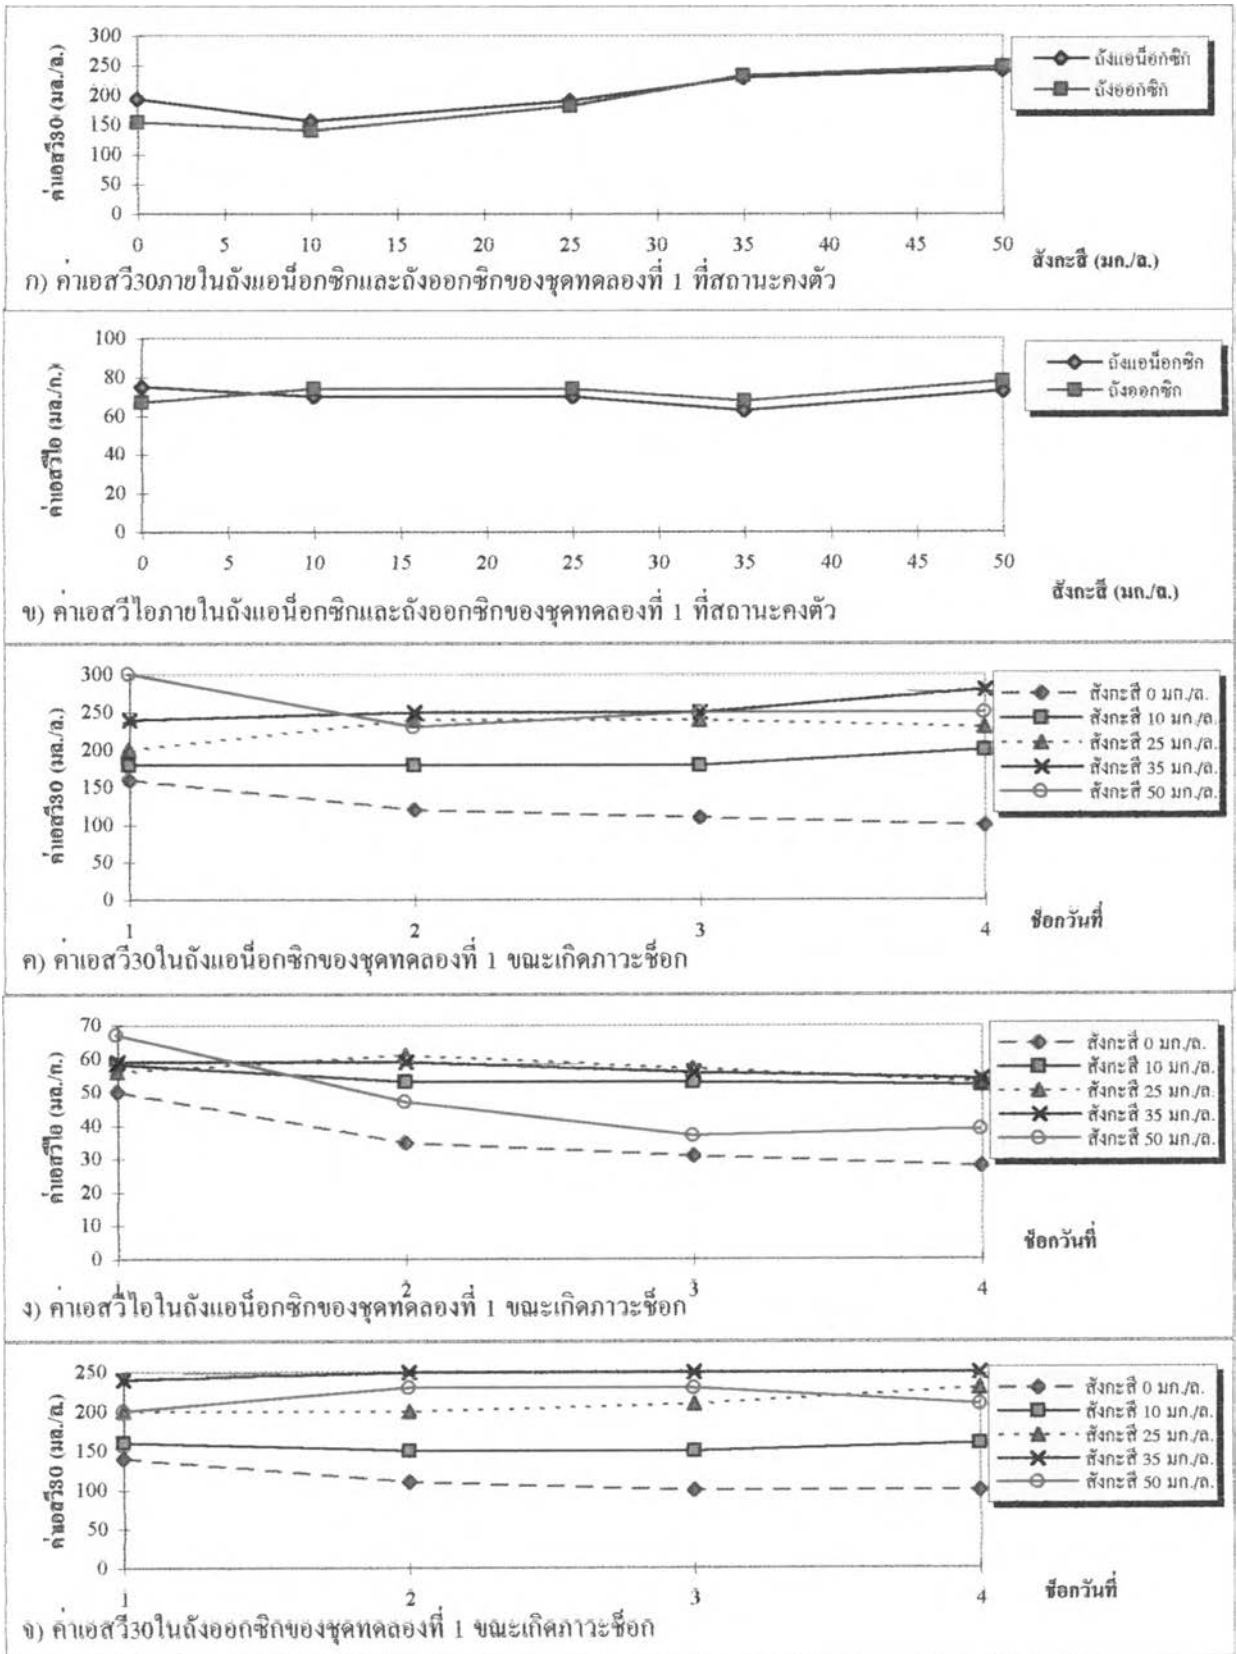 ค่าเอสวี30 (มล./ล.)
300
250
200
150
100
50
0
0 5 10 15 20 25 30 35 40 45 50
สังกะสี (มก./ล.)
ถังแอน็อกซิก
ถังออกซิก
ก) ค่าเอสวี30ภายในถังแอน็อกซิกและถังออกซิกของชุดทดลองที่ 1 ที่สถานะคงตัว
ค่าเอสวีไอ (มล./ก.)
100
80
60
40
20
0
0 5 10 15 20 25 30 35 40 45 50
สังกะสี (มก./ล.)
ถังแอน็อกซิก
ถังออกซิก
ข) ค่าเอสวีไอภายในถังแอน็อกซิกและถังออกซิกของชุดทดลองที่ 1 ที่สถานะคงตัว
ค่าเอสวี30 (มล./ล.)
300
250
200
150
100
50
0
1 2 3 4
ช็อกวันที่
สังกะสี 0 มก./ล.
สังกะสี 10 มก./ล.
สังกะสี 25 มก./ล.
สังกะสี 35 มก./ล.
สังกะสี 50 มก./ล.
ค) ค่าเอสวี30ในถังแอน็อกซิกของชุดทดลองที่ 1 ขณะเกิดภาวะช็อก
ค่าเอสวีไอ (มล./ก.)
70
60
50
40
30
20
10
0
1 2 3 4
ช็อกวันที่
สังกะสี 0 มก./ล.
สังกะสี 10 มก./ล.
สังกะสี 25 มก./ล.
สังกะสี 35 มก./ล.
สังกะสี 50 มก./ล.
ง) ค่าเอสวีไอในถังแอน็อกซิกของชุดทดลองที่ 1 ขณะเกิดภาวะช็อก
ค่าเอสวี30 (มล./ล.)
250
200
150
100
50
0
1 2 3 4
ช็อกวันที่
สังกะสี 0 มก./ล.
สังกะสี 10 มก./ล.
สังกะสี 25 มก./ล.
สังกะสี 35 มก./ล.
สังกะสี 50 มก./ล.
จ) ค่าเอสวี30ในถังออกซิกของชุดทดลองที่ 1 ขณะเกิดภาวะช็อก